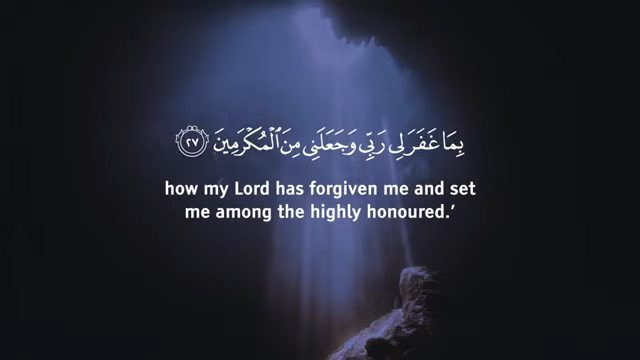 بِمَا غَفَرَ لِى رَبِّى وَجَعَلَنِى مِنَ ٱلْمُكْرَمِينَ ٢٧
how my Lord has forgiven me and set
me among the highly honoured.’